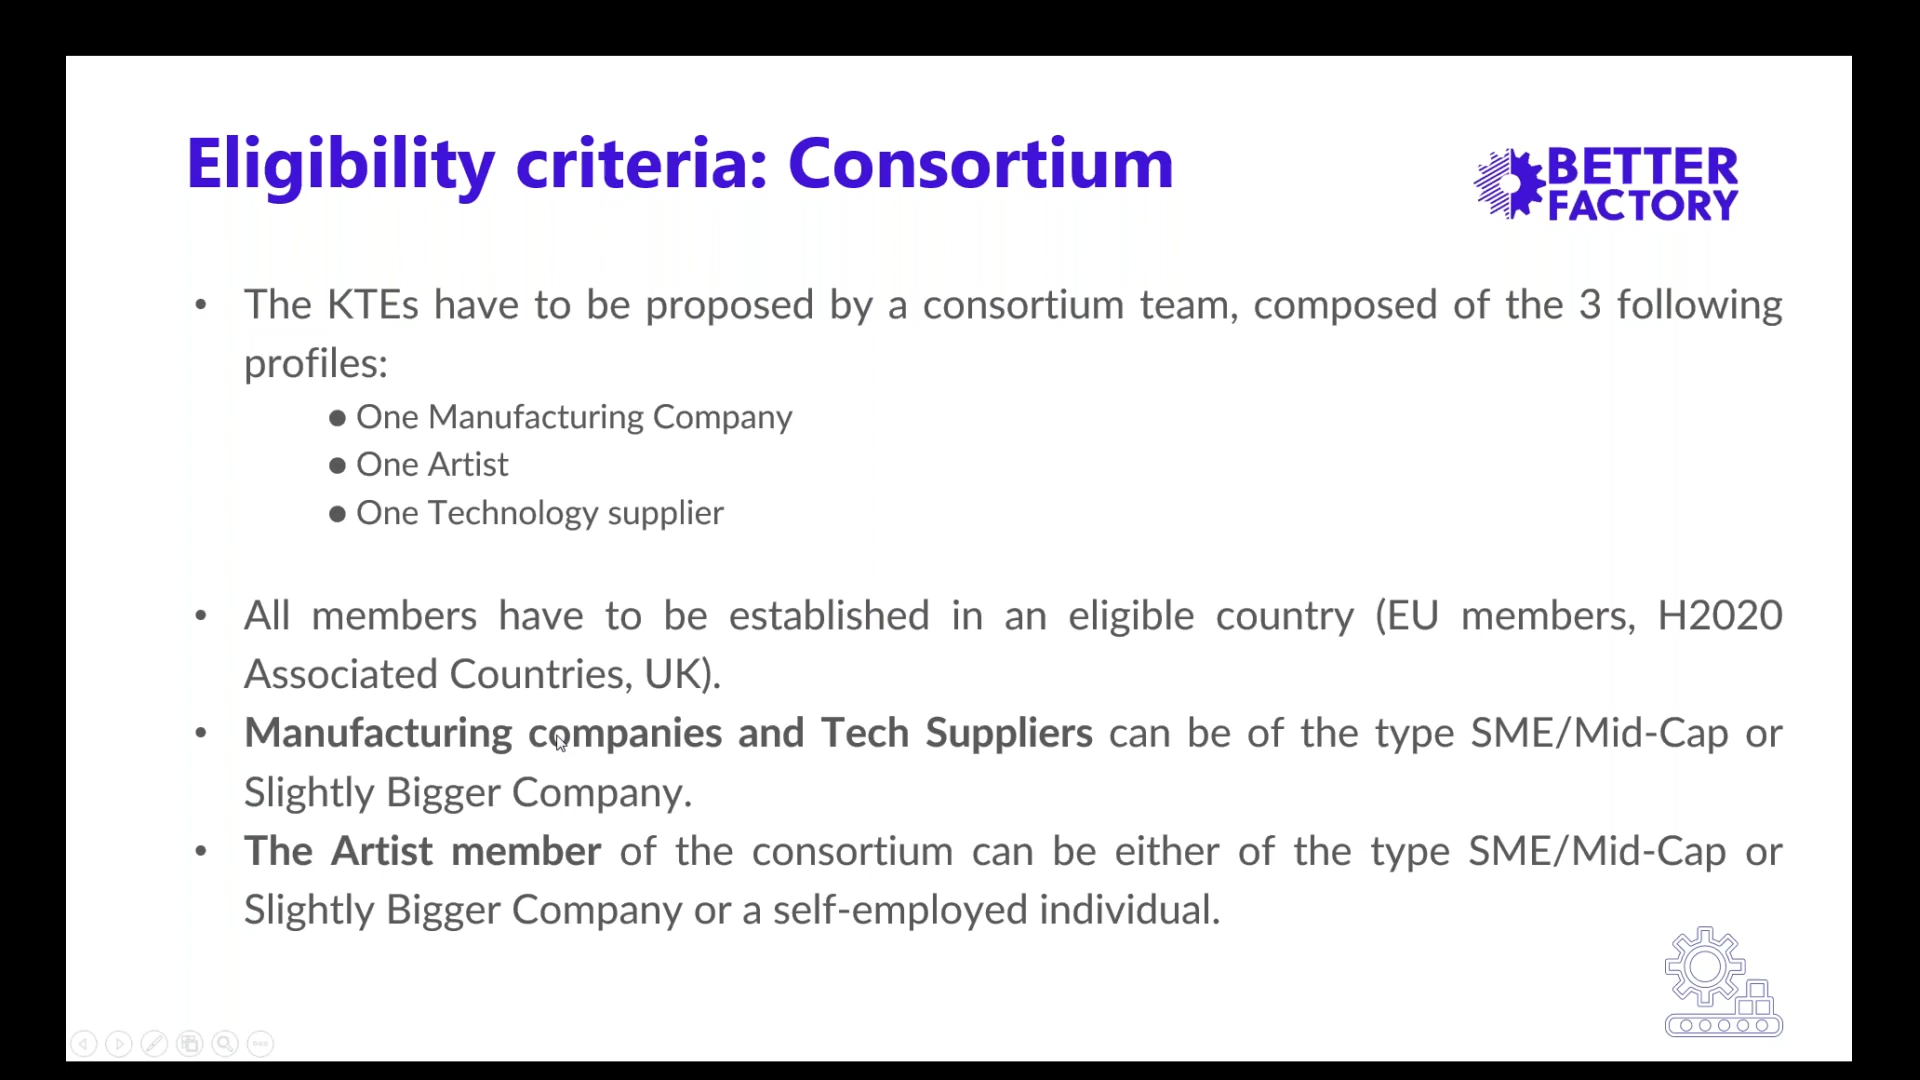 Eligibility criteria: Consortium
BETTER
FACTORY
• The KTEs have to be proposed by a consortium team, composed of the 3 following
profiles:
● One Manufacturing Company
● One Artist
● One Technology supplier
• All members have to be established in an eligible country (EU members, H2020
Associated Countries, UK).
• Manufacturing companies and Tech Suppliers can be of the type SME/Mid-Cap or
Slightly Bigger Company.
• The Artist member of the consortium can be either of the type SME/Mid-Cap or
Slightly Bigger Company or a self-employed individual.